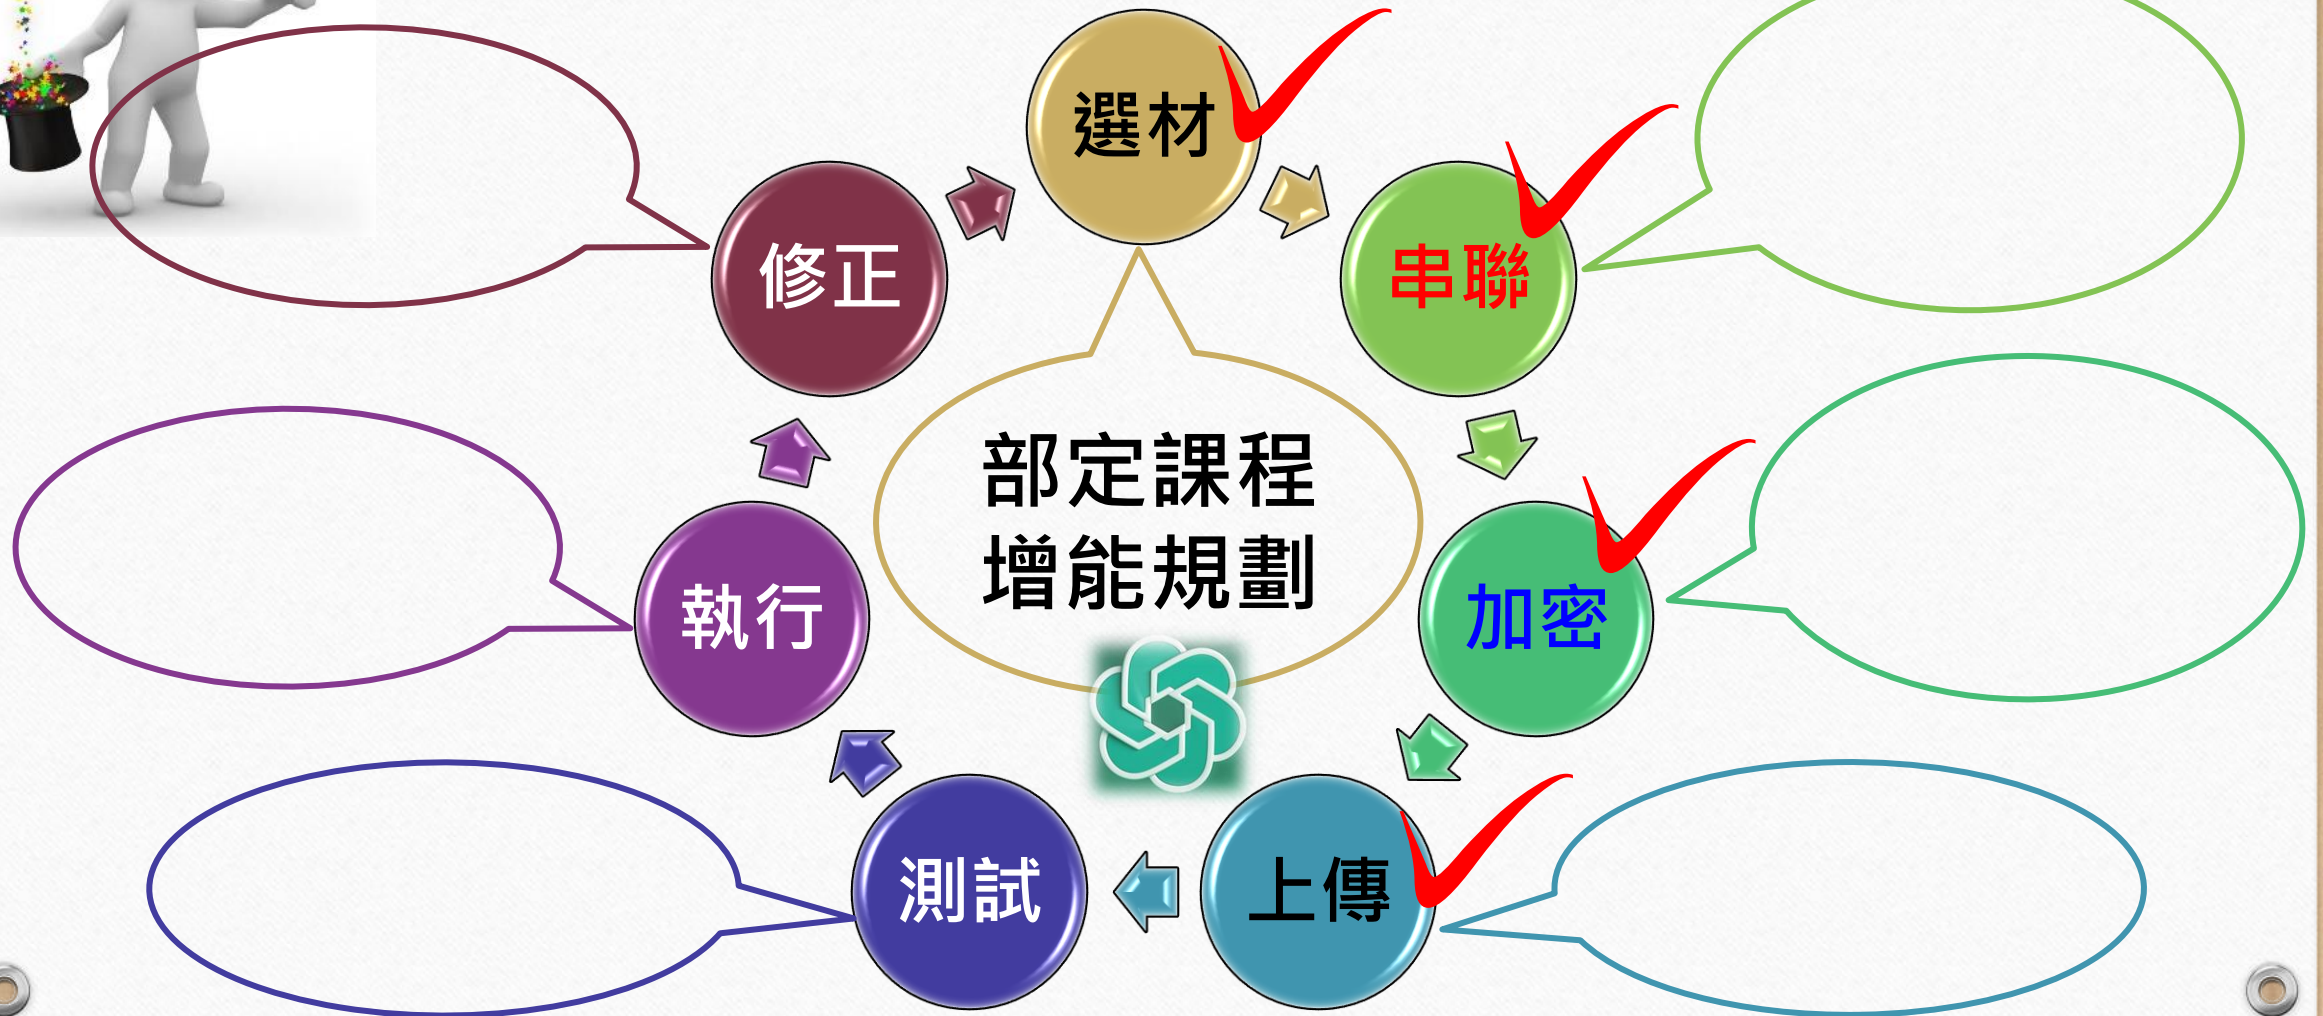 選材
串聯
加密
上傳
測試
執行
修正
部定課程
增能規劃